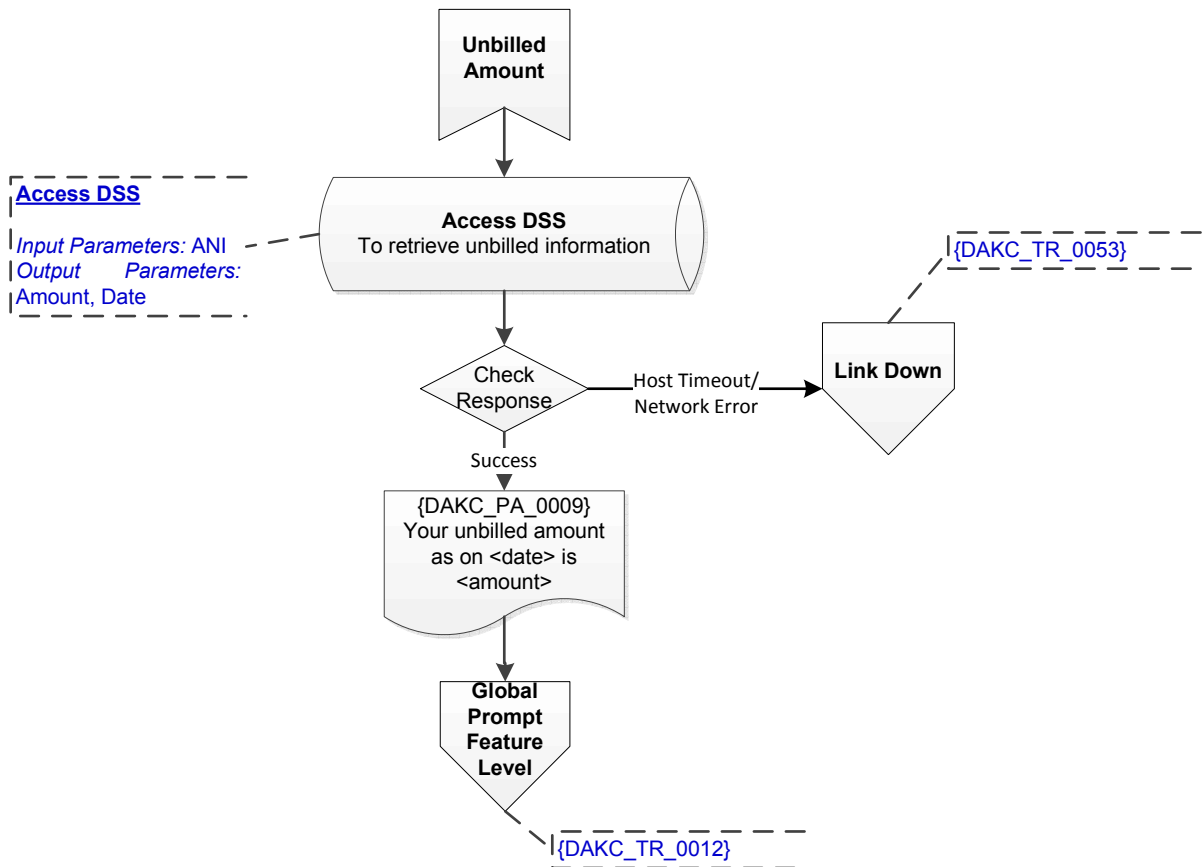 Unbilled
Amount
Access DSS
Input Parameters: ANI
Output Parameters:
Amount, Date
Access DSS
To retrieve unbilled information
{DAKC_TR_0053}
Check
Response
Host Timeout/
Network Error
Link Down
Success
{DAKC_PA_0009}
Your unbilled amount
as on <date> is
<amount>
Global
Prompt
Feature
Level
{DAKC_TR_0012}